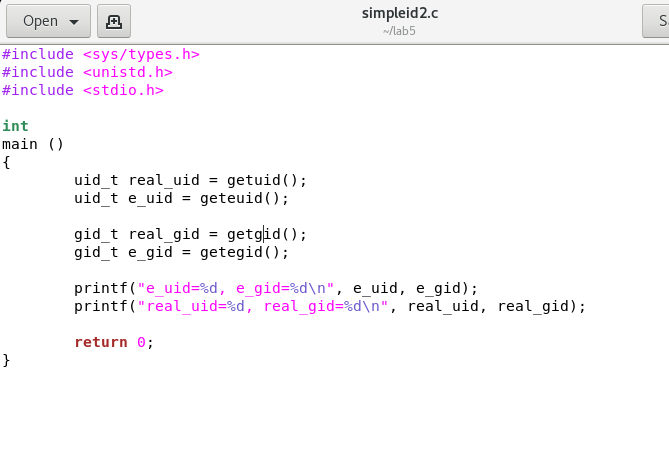 Open
simpleid2.c
~/lab5
#include <sys/types.h>
#include <unistd.h>
#include <stdio.h>
int
main ()
{
uid_t real_uid = getuid();
uid_t e_uid = geteuid();
gid_t real_gid = getgid();
gid_t e_gid = getegid();
printf("e_uid=%d, e_gid=%d\n", e_uid, e_gid);
printf("real_uid=%d, real_gid=%d\n", real_uid, real_gid);
return 0;
}